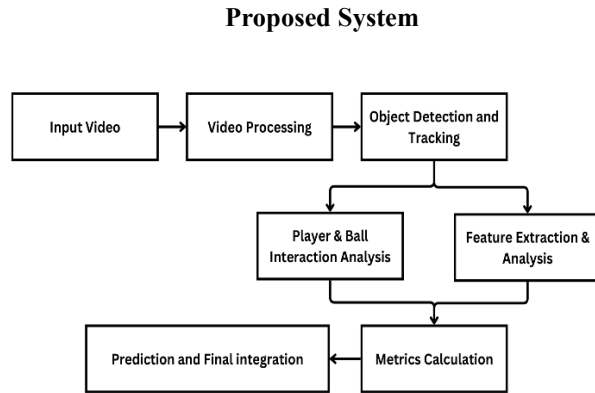 Proposed System
Input Video
Video Processing
Object Detection and
Tracking
Player & Ball
Interaction Analysis
Feature Extraction &
Analysis
Prediction and Final integration
Metrics Calculation